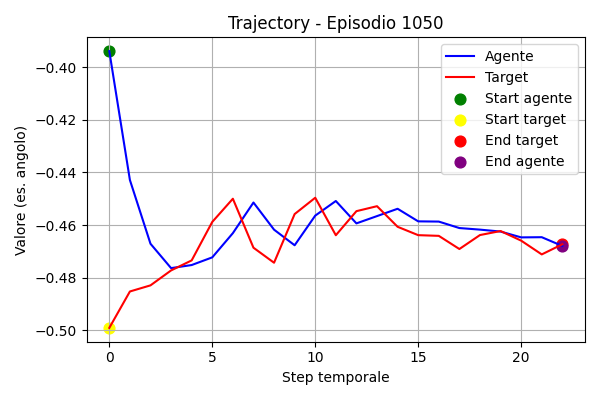 Trajectory - Episodio 1050
Valore (es. angolo)
−0.40
−0.42
−0.44
−0.46
−0.48
−0.50
Agente
Target
Start agente
Start target
End target
End agente
0
5
10
15
20
Step temporale